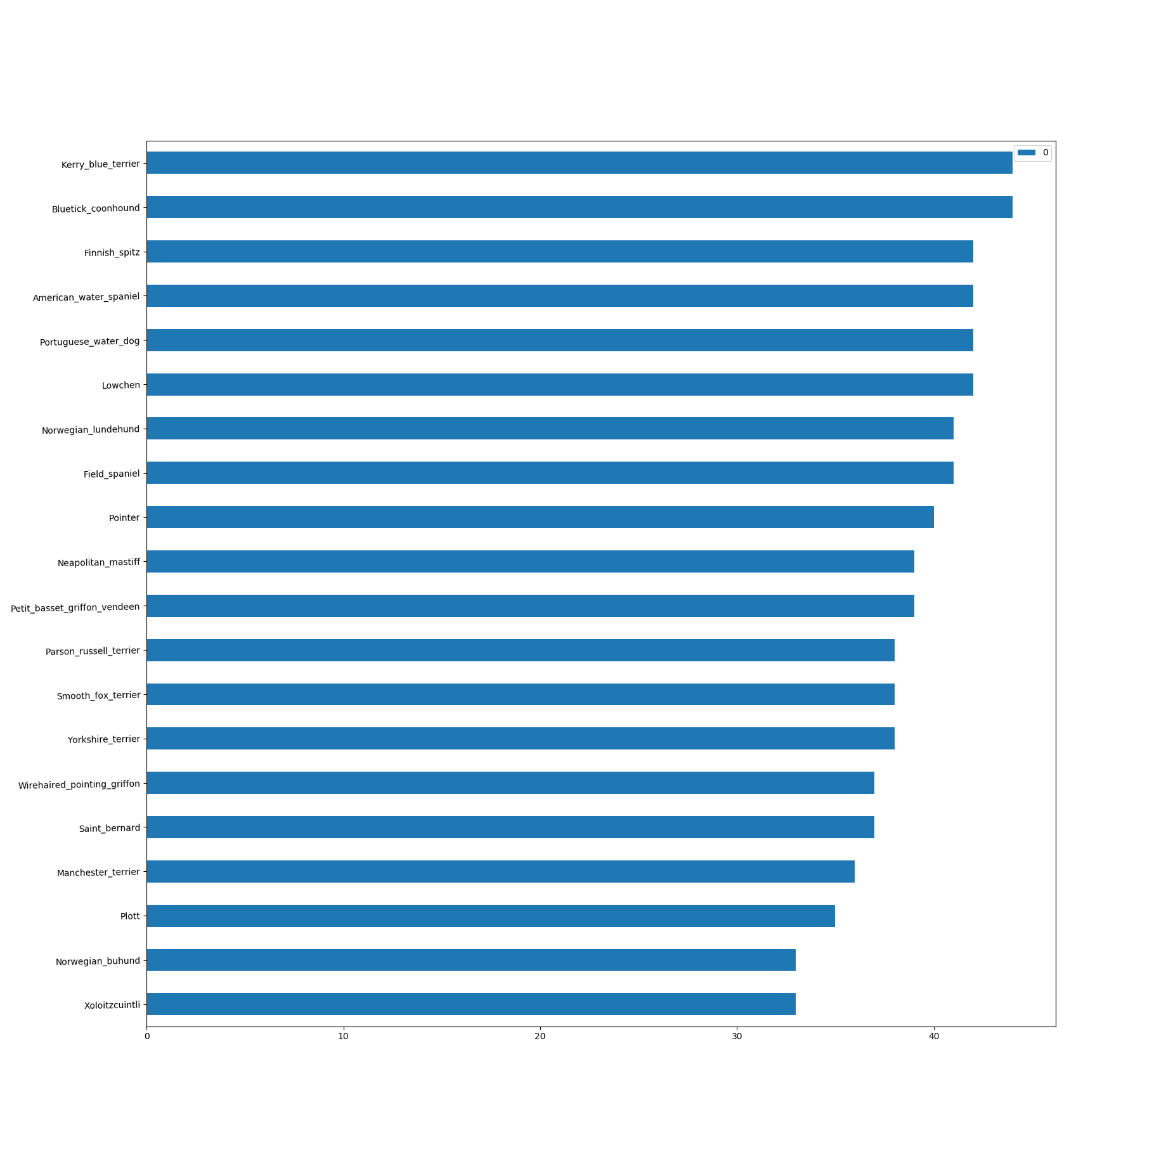 0
Kerry_blue_terrier
Bluetick_coonhound
Finnish_spitz
American_water_spaniel
Portuguese_water_dog
Lowchen
Norwegian_lundehund
Field_spaniel
Pointer
Neapolitan_mastiff
Petit_basset_griffon_vendeen
Parson_russell_terrier
Smooth_fox_terrier
Yorkshire_terrier
Wirehaired_pointing_griffon
Saint_bernard
Manchester_terrier
Plott
Norwegian_buhund
Xoloitzcuintli
0 10 20 30 40